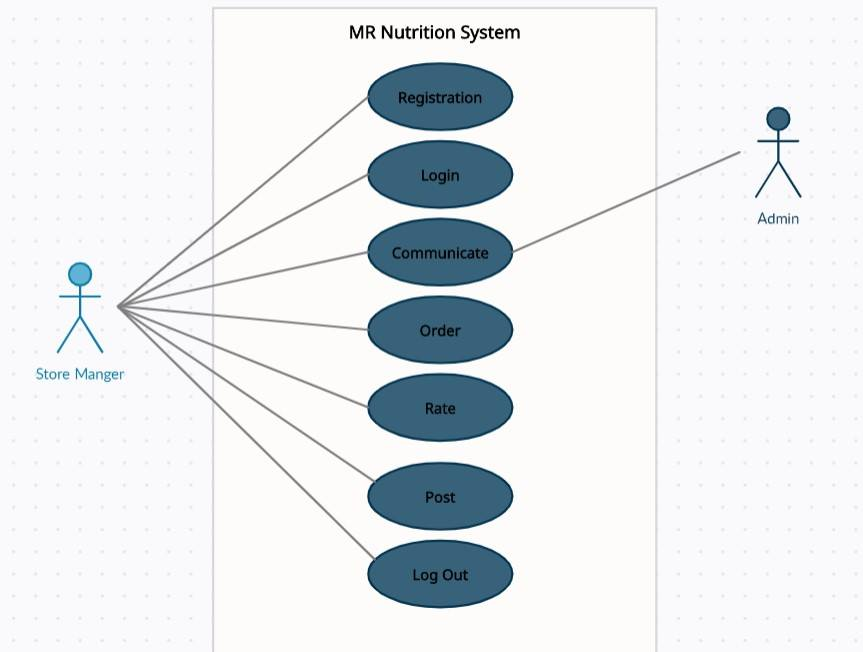 MR Nutrition System
Registration
Login
Communicate
Admin
Order
Store Manger
Rate
Post
Log Out